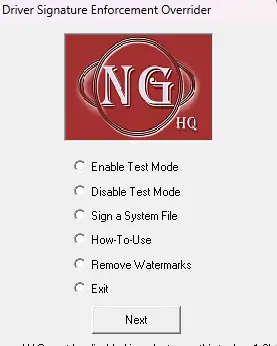 Driver Signature Enforcement Overrider
NG
HQ
Enable Test Mode
Disable Test Mode
Sign a System File
How-To-Use
Remove Watermarks
Exit
Next